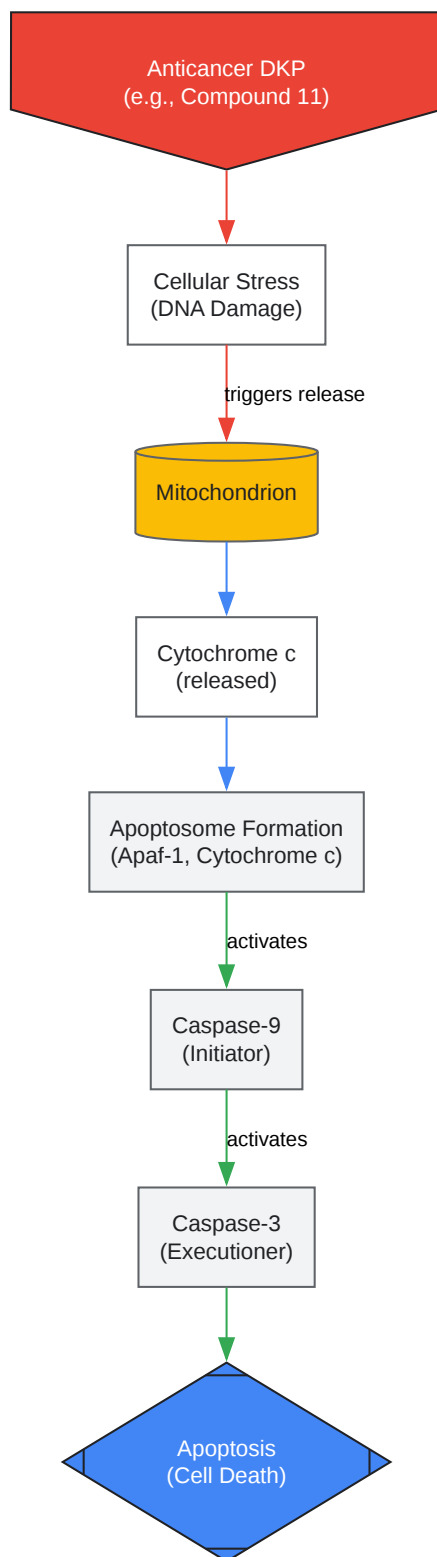 Anticancer DKP
(e.g., Compound 11)
Cellular Stress
(DNA Damage)
triggers release
Mitochondrion
Cytochrome c
(released)
Apoptosome Formation
(Apaf-1, Cytochrome c)
activates
Caspase-9
(Initiator)
activates
Caspase-3
(Executioner)
Apoptosis
(Cell Death)